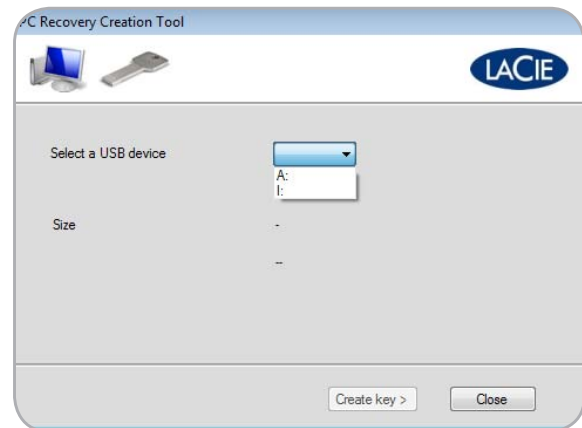 PC Recovery Creation Tool
LACIE
Select a USB device
A:
I:
Size -
--
Create key > Close